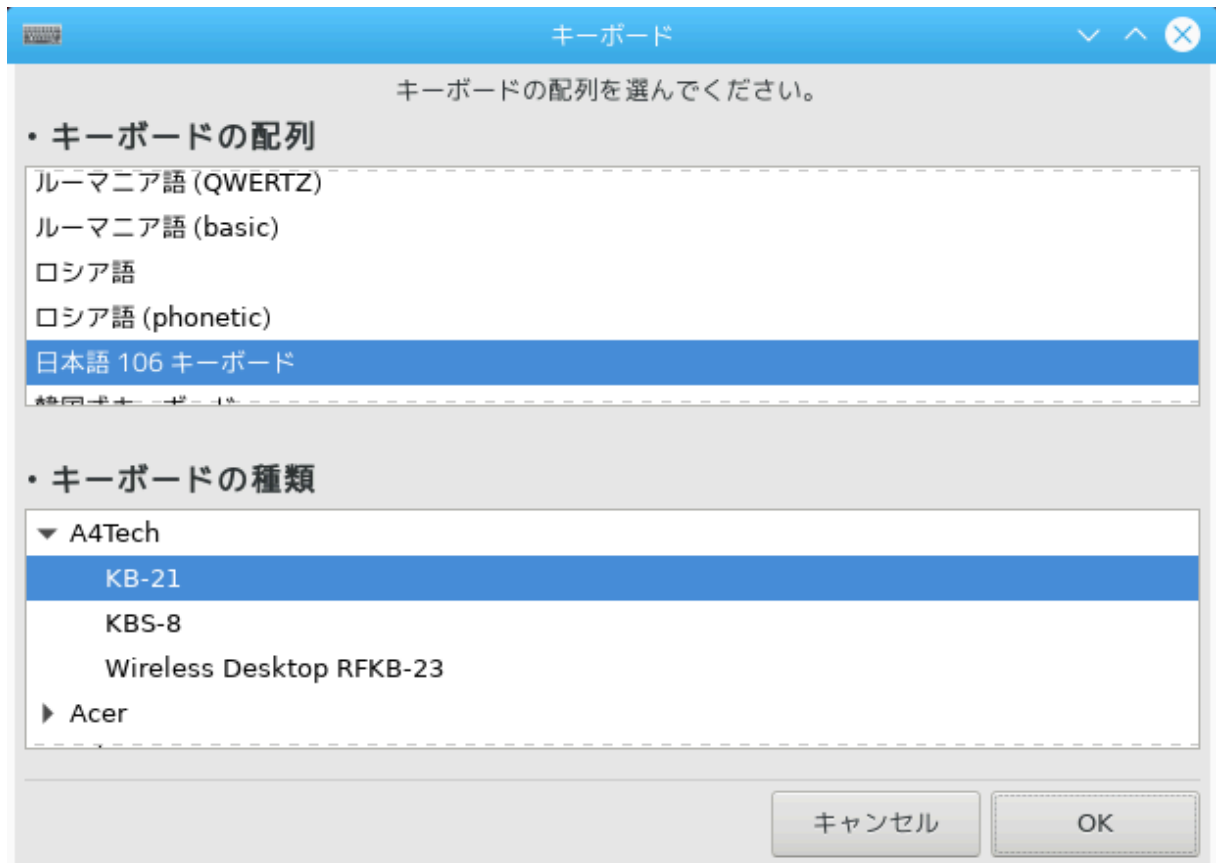 キーボード
キーボードの配列を選んでください。
・キーボードの配列
ルーマニア語 (QWERTZ)
ルーマニア語 (basic)
ロシア語
ロシア語 (phonetic)
日本語 106 キーボード
・キーボードの種類
A4Tech
KB-21
KBS-8
Wireless Desktop RFKB-23
Acer
キャンセル
OK